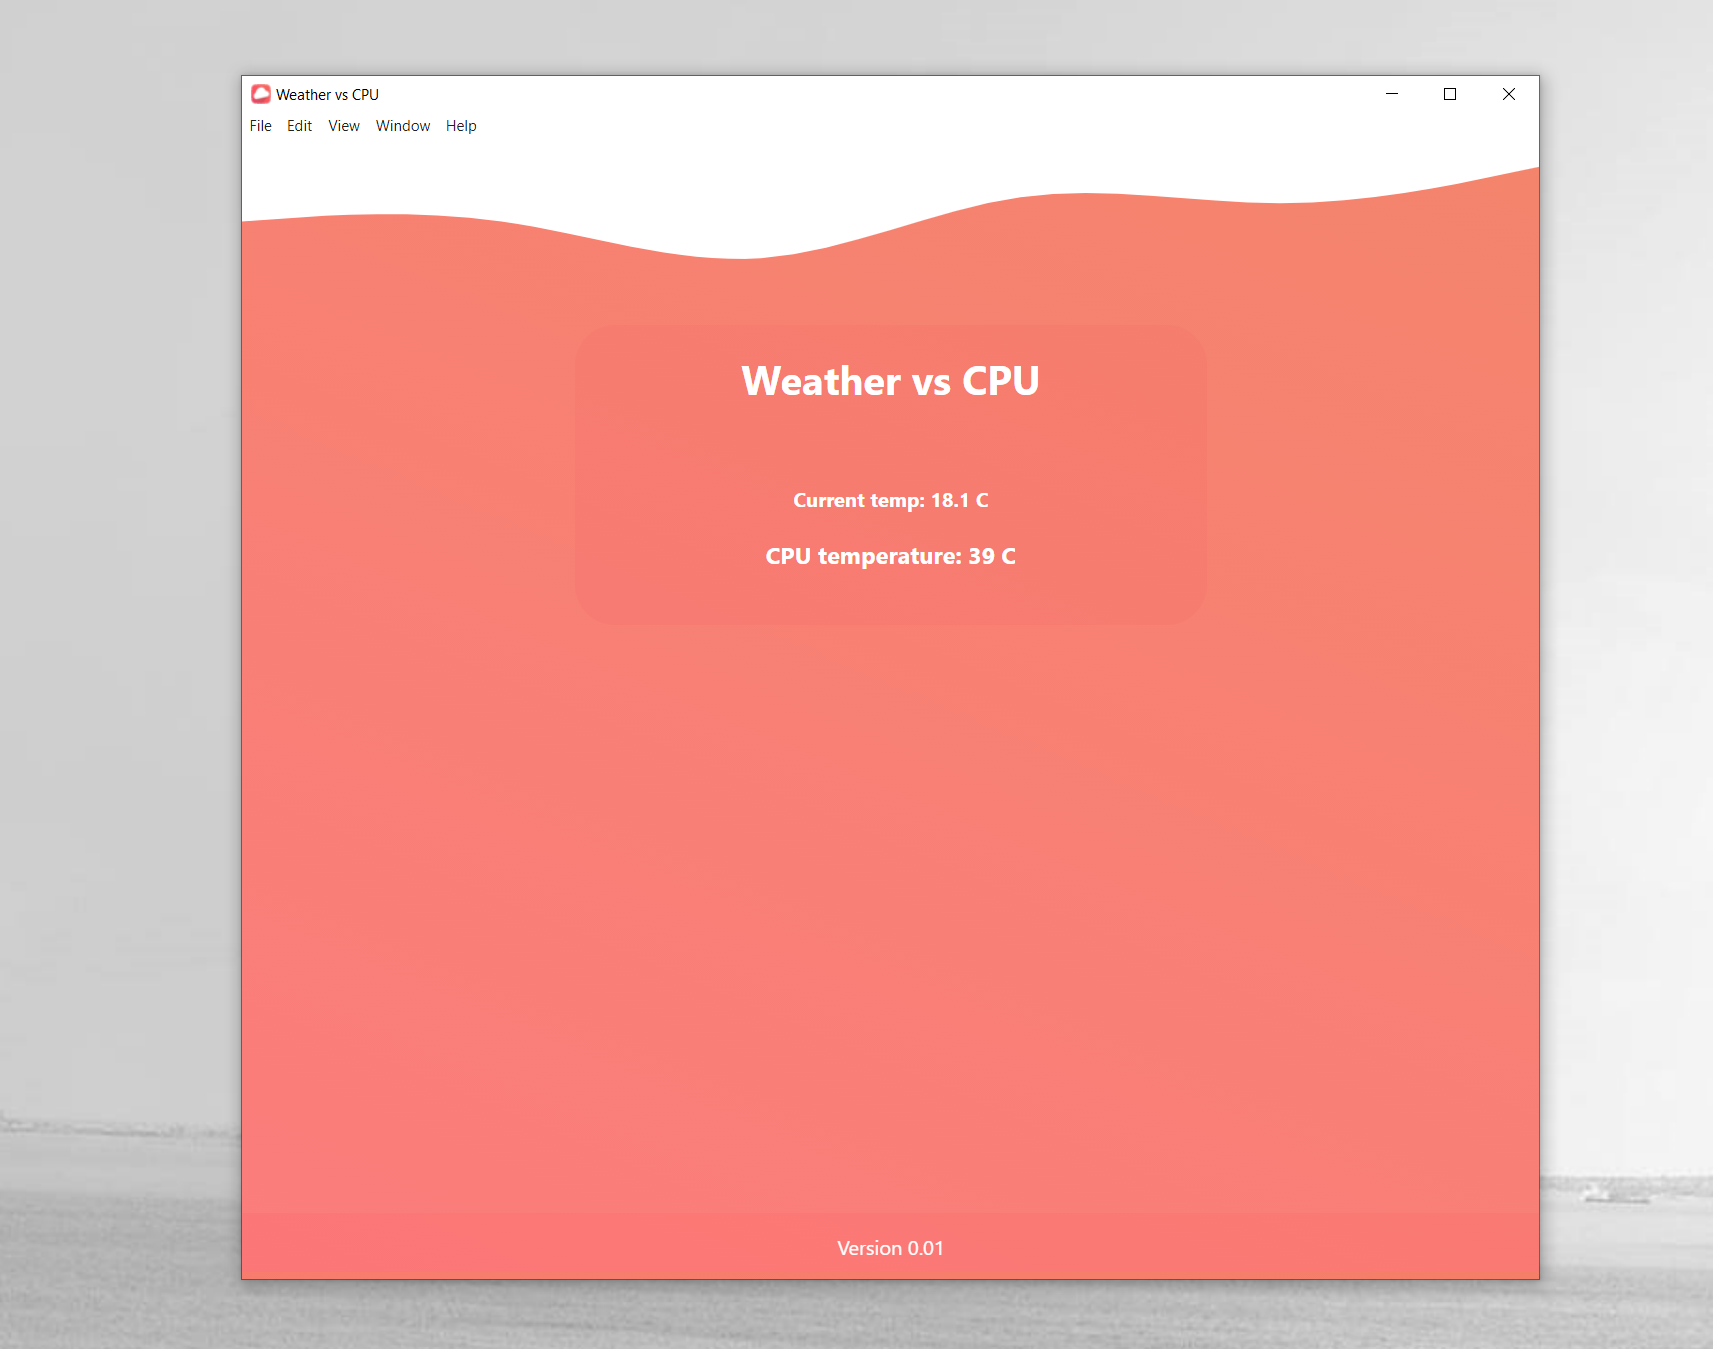 Weather vs CPU
File Edit View Window Help
Weather vs CPU
Current temp: 18.1 C
CPU temperature: 39 C
Version 0.01